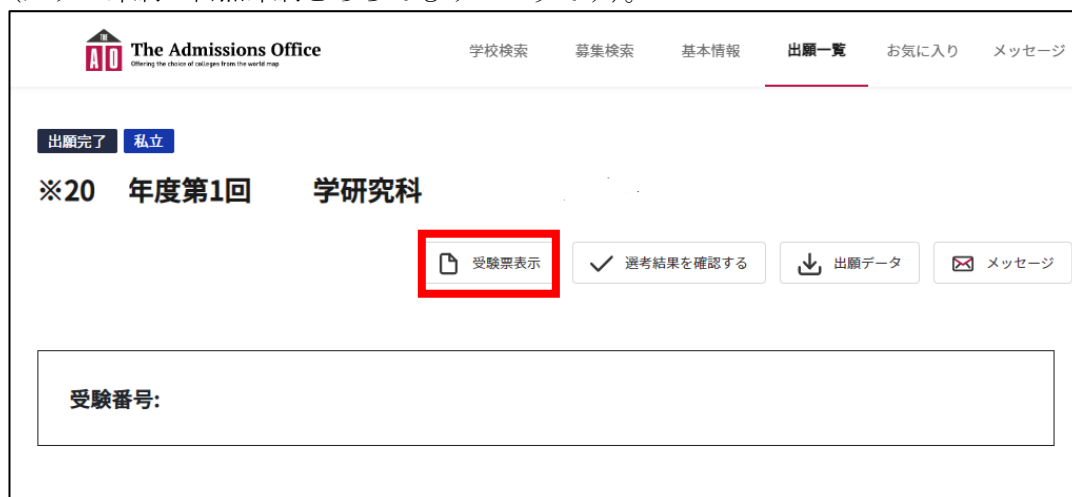 THE
AO The Admissions Office
Offering the choice of colleges from the world map
学校検索 募集検索 基本情報 出願一覧 お気に入り メッセージ
出願完了 私立
※20 年度第1回 学研究科
受験票表示 選考結果を確認する 出願データ メッセージ
受験番号: